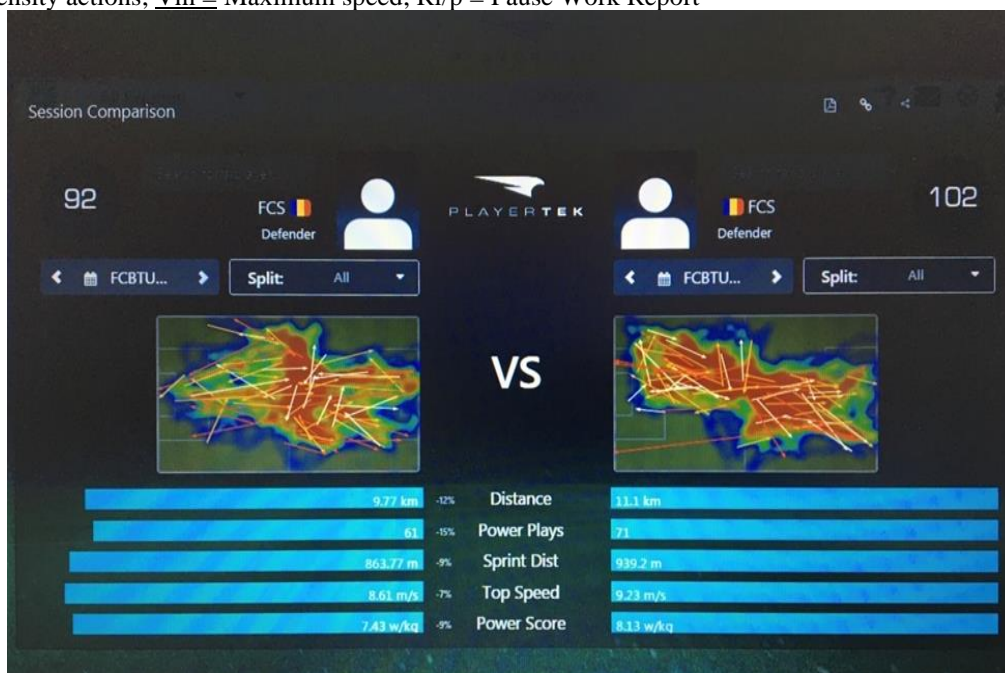 ensity actions; Vm = Maximum speed; Ri/p = Pause Work Report
Session Comparison
92
FCS
Defender
PLAYERTEK
FCS
Defender
102
FCBTU...
Split: All
FCBTU...
Split: All
VS
9.77 km -12% Distance 11.1 km
61 -15% Power Plays 71
863.77 m -9% Sprint Dist 939.2 m
8.61 m/s -7% Top Speed 9.23 m/s
7.43 w/kg -9% Power Score 8.13 w/kg